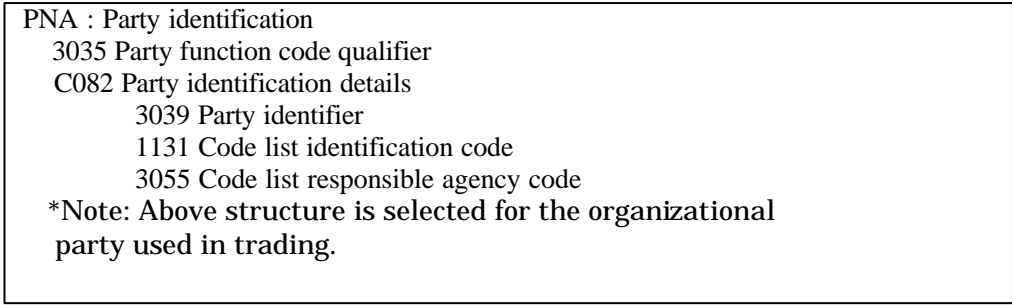 PNA : Party identification
3035 Party function code qualifier
C082 Party identification details
3039 Party identifier
1131 Code list identification code
3055 Code list responsible agency code
*Note: Above structure is selected for the organizational
party used in trading.